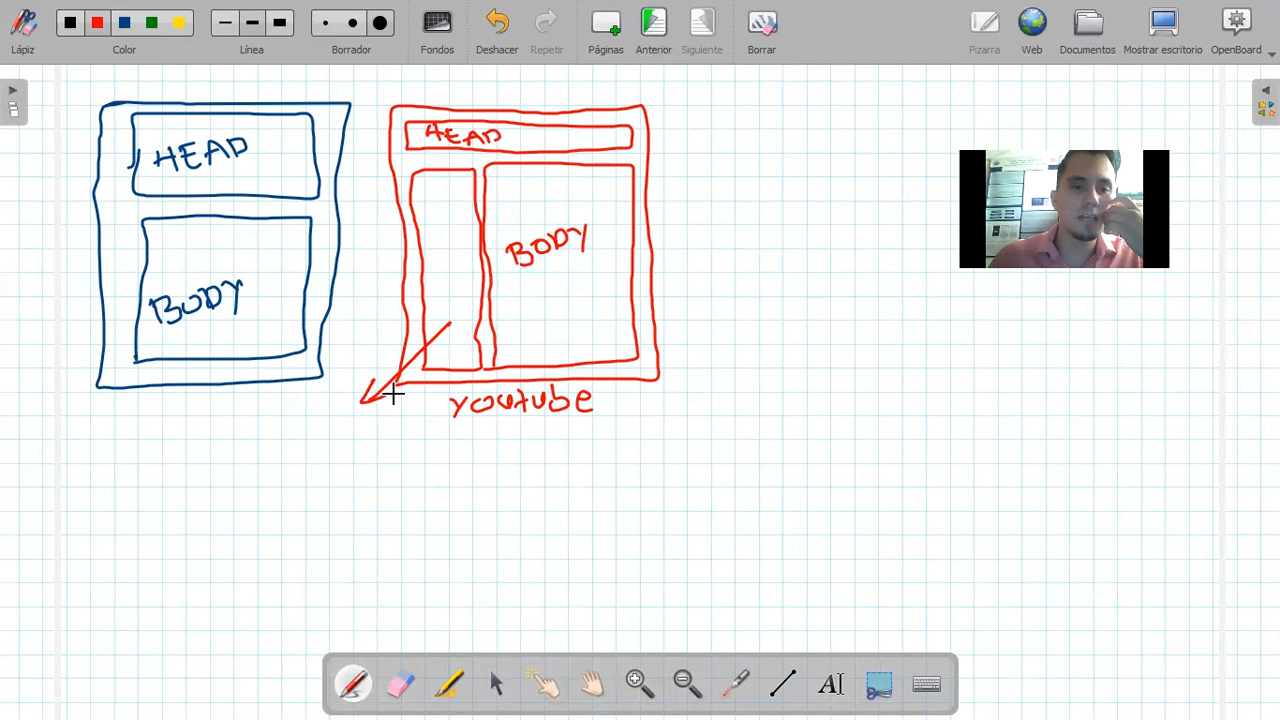 Lápiz
Color
Línea
Borrador
Fondos
Deshacer
Repetir
Páginas
Anterior
Siguiente
Borrar
Pizarra
Web
Documentos
Mostrar escritorio
OpenBoard
HEAD
BODY
HEAD
BODY
youtube
AI